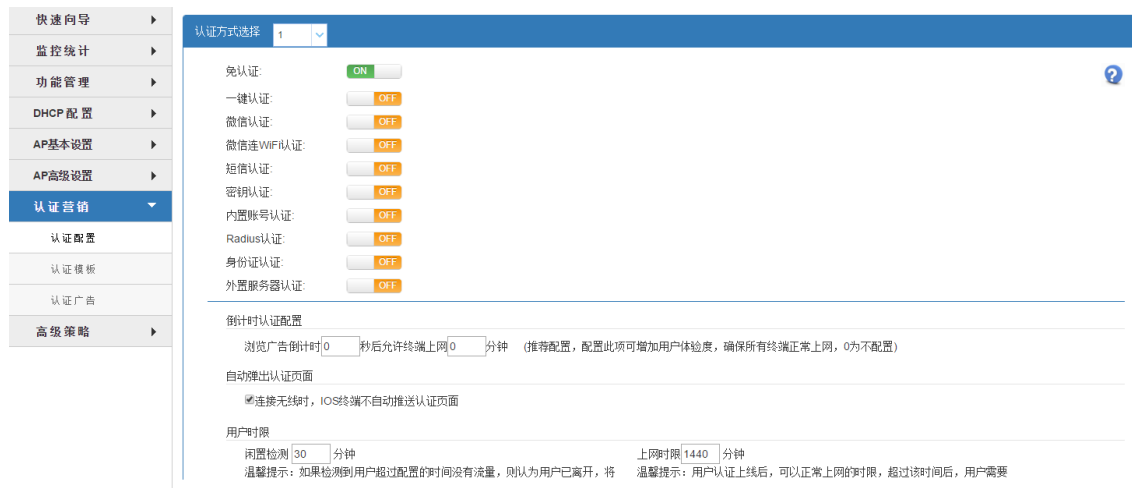 快速向导
监控统计
功能管理
DHCP 配 置
AP基本设置
AP高级设置
认证营销
认证配置
认证模板
认证广告
高级策略
认证方式选择 1
免认证: ON
一键认证: OFF
微信认证: OFF
微信连WiFi认证: OFF
短信认证: OFF
密钥认证: OFF
内置账号认证: OFF
Radius认证: OFF
身份证认证: OFF
外置服务器认证: OFF
倒计时认证配置
浏览广告倒计时 0 秒后允许终端上网 0 分钟 (推荐配置，配置此项可增加用户体验度，确保所有终端正常上网，0为不配置)
自动弹出认证页面
连接无线时，IOS终端不自动推送认证页面
用户时限
闲置检测 30 分钟 上网时限 1440 分钟
温馨提示：如果检测到用户超过配置的时间没有流量，则认为用户已离开，将 温馨提示：用户认证上线后，可以正常上网的时限，超过该时间后，用户需要